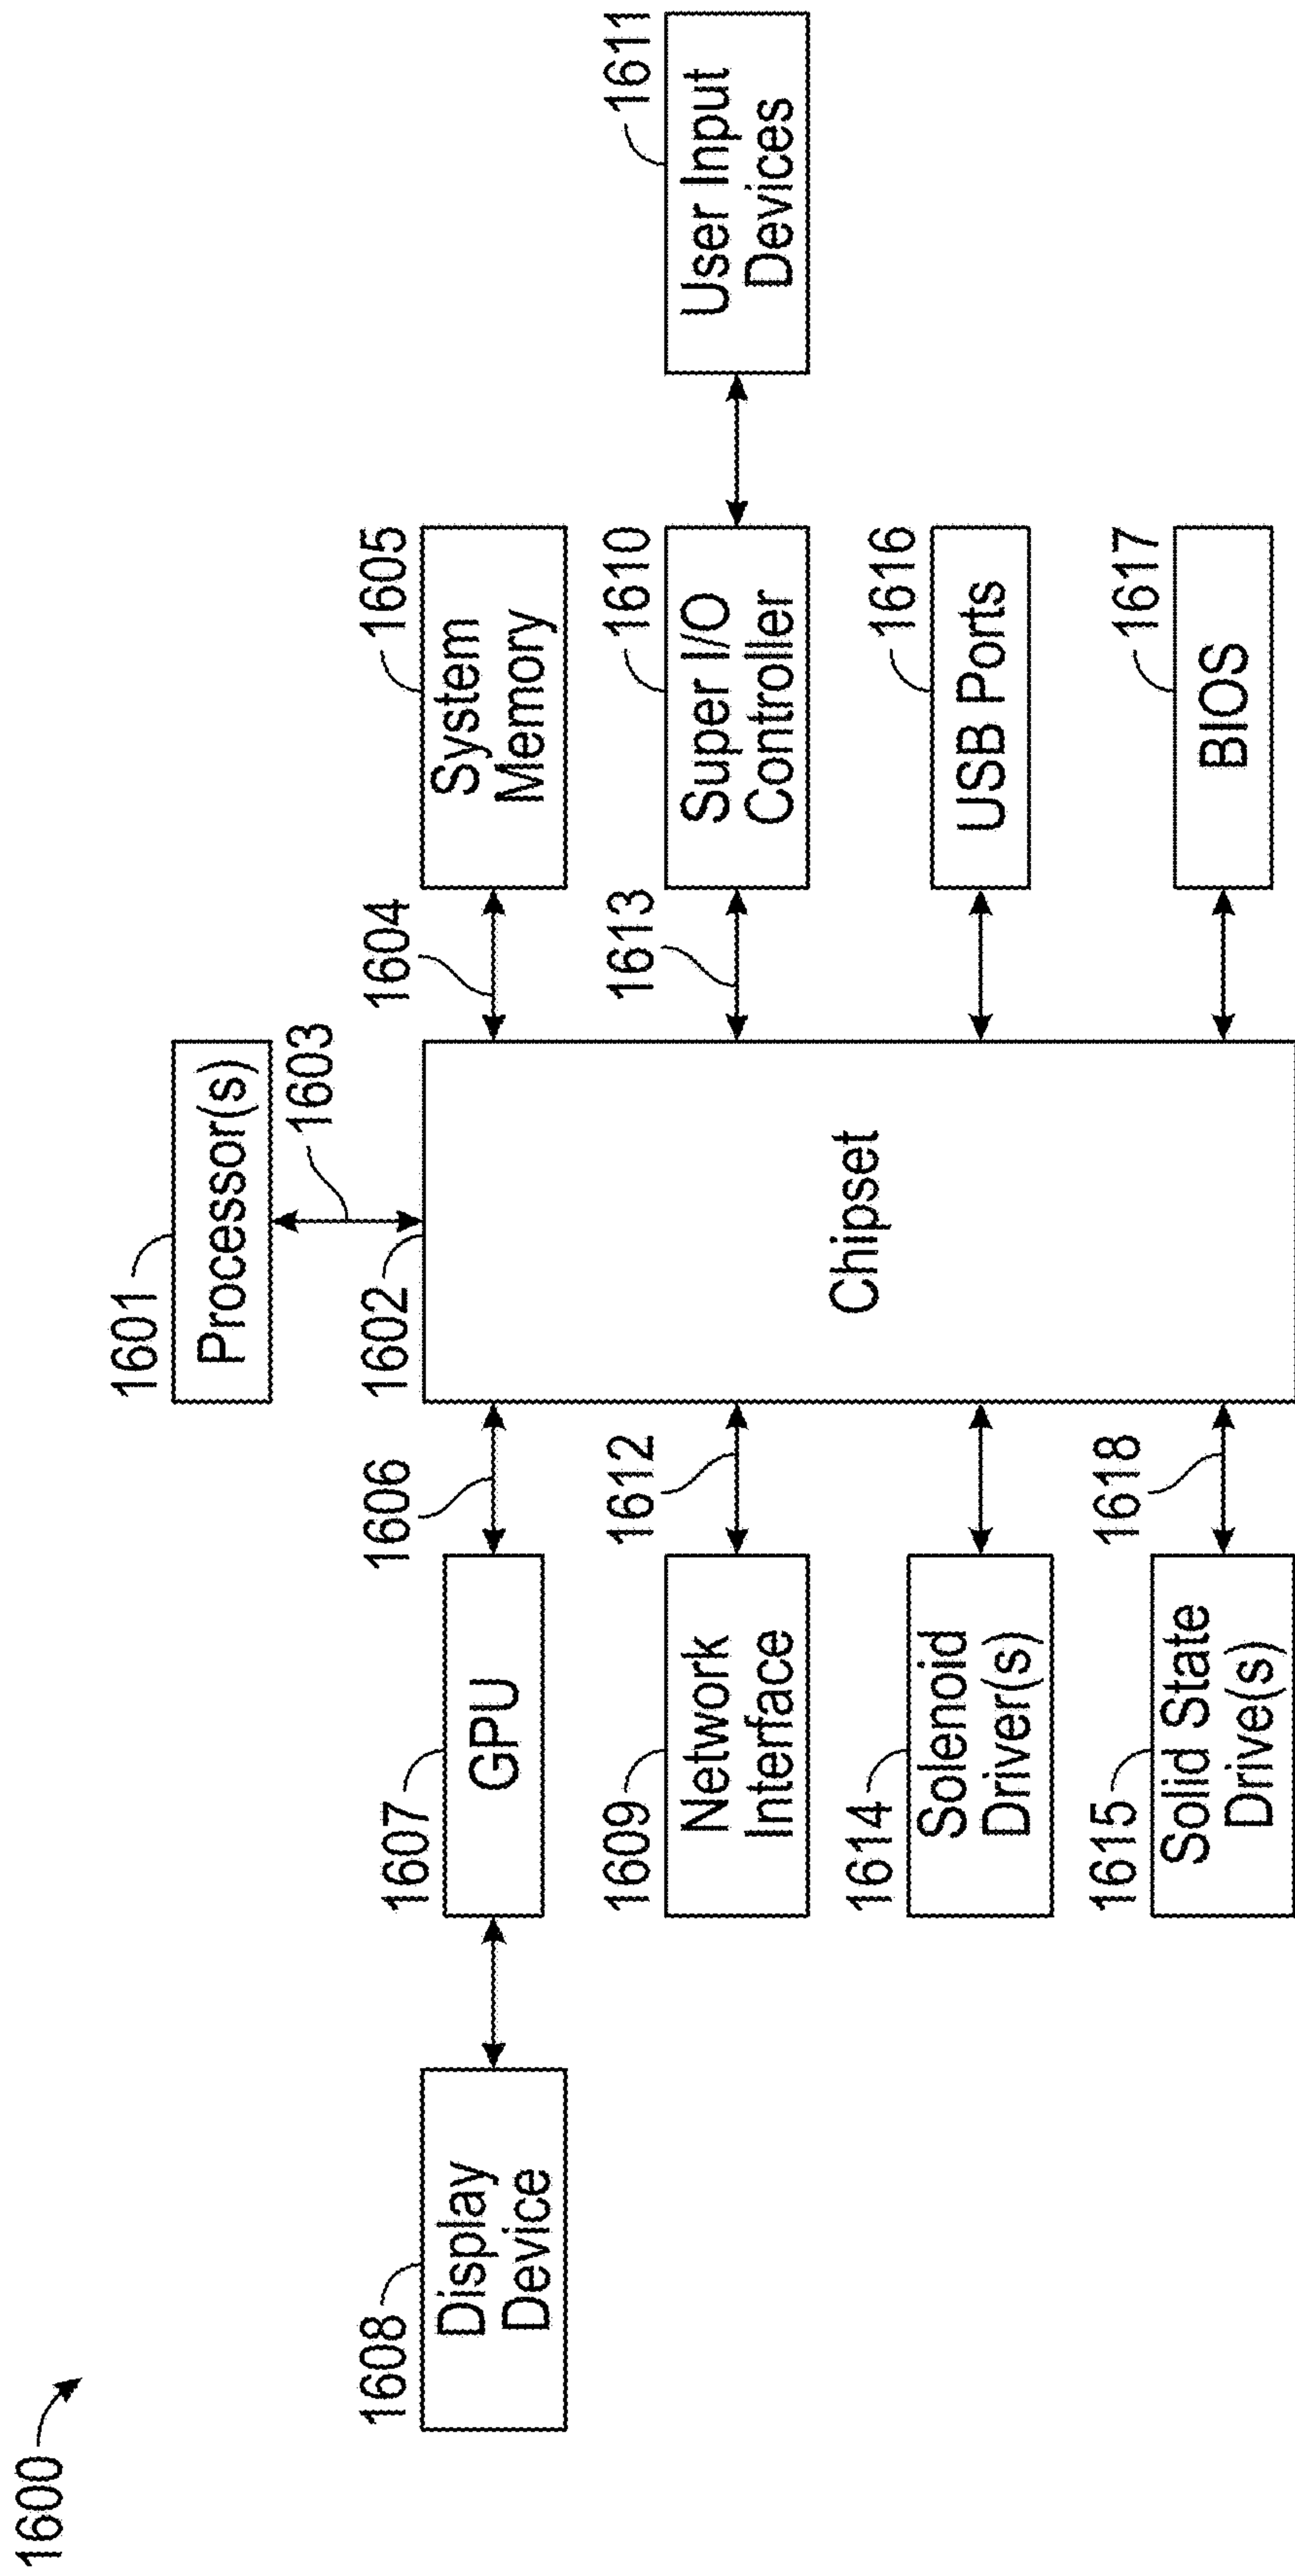 1600
1601
Processor(s)
1603
1602
1608
Display
Device
1607
GPU
1606
1604
1605
System
Memory
1609
Network
Interface
1612
Chipset
1613
1610
Super I/O
Controller
1611
User Input
Devices
1614
Solenoid
Driver(s)
1616
USB Ports
1615
Solid State
Drive(s)
1618
1617
BIOS